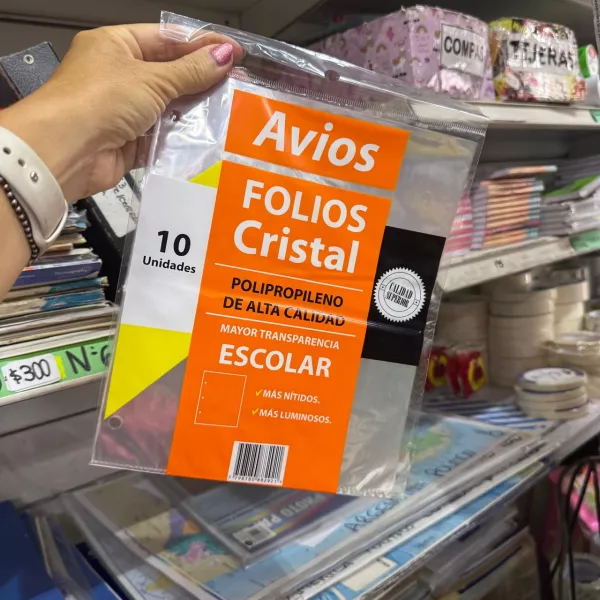 COMPAS
TIJERAS
Avios
FOLIOS
Cristal
10
Unidades
POLIPROPILENO
DE ALTA CALIDAD
MAYOR TRANSPARENCIA
ESCOLAR
CALIDAD
SUPERIOR
✓MÁS NÍTIDOS.
✓MÁS LUMINOSOS.
$300